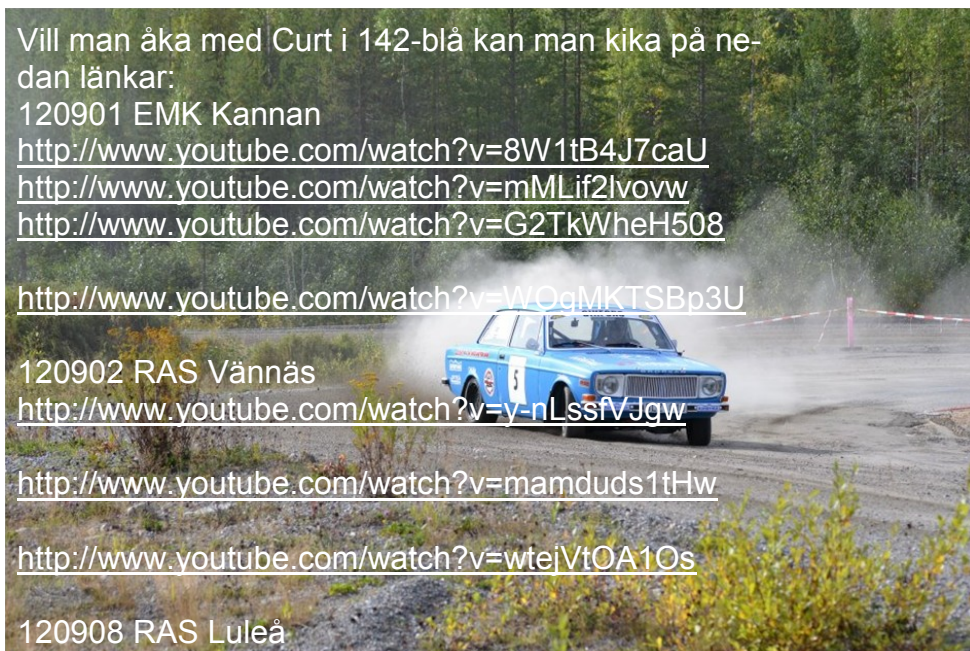 Vill man åka med Curt i 142-blå kan man kika på ne-
dan länkar:
120901 EMK Kannan
http://www.youtube.com/watch?v=8W1tB4J7caU
http://www.youtube.com/watch?v=mMLif2lvovw
http://www.youtube.com/watch?v=G2TkWheH508
http://www.youtube.com/watch?v=WOgMKTSBp3U
5
120902 RAS Vännäs
http://www.youtube.com/watch?v=y-nLssfVJgw
http://www.youtube.com/watch?v=mamduds1tHw
http://www.youtube.com/watch?v=wtejVtOA1Os
120908 RAS Luleå